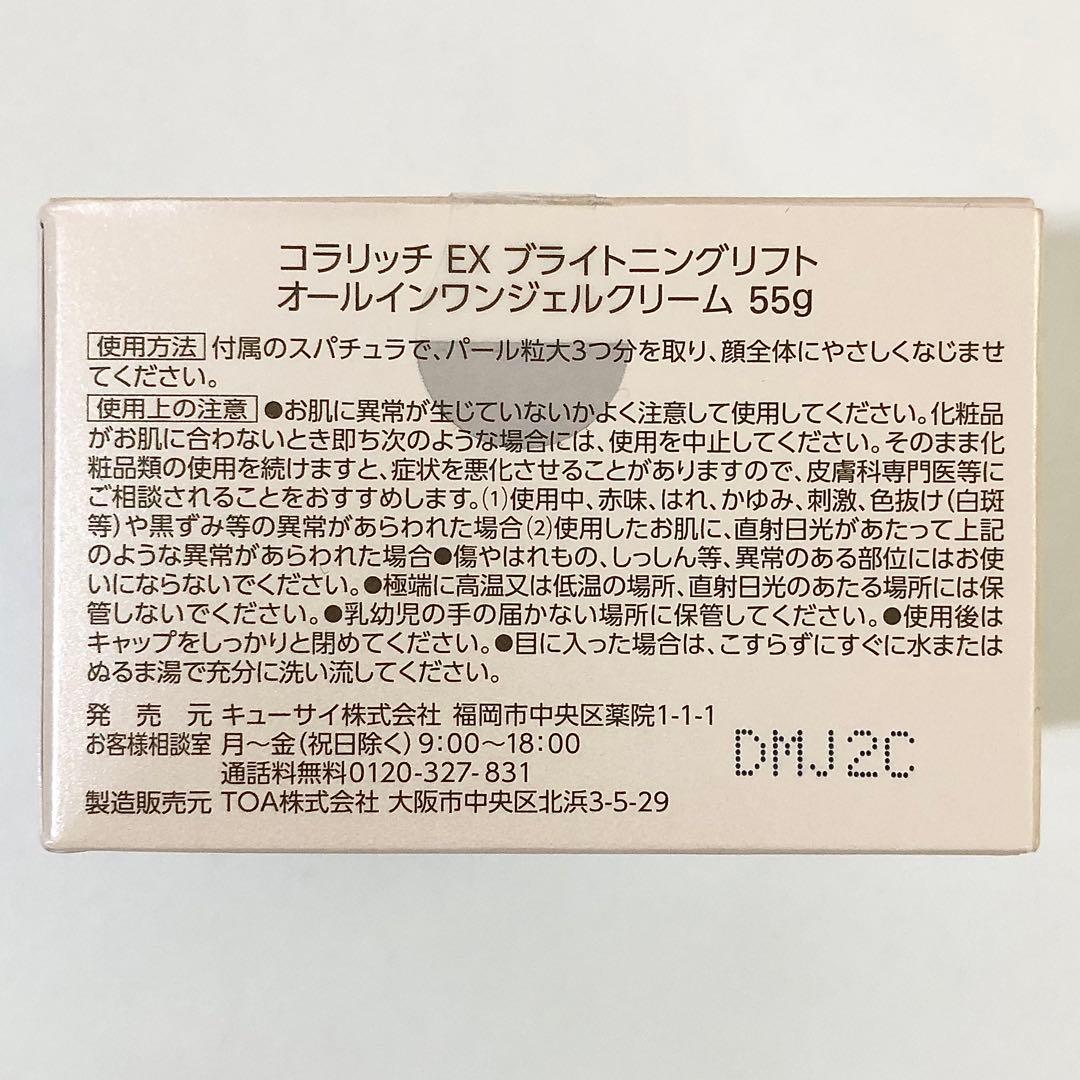 コラリッチ EX ブライトニングリフト
オールインワンジェルクリーム 55g
使用方法 付属のスパチュラで、パール粒大3つ分を取り、顔全体にやさしくなじませ
てください。
使用上の注意 ●お肌に異常が生じていないかよく注意して使用してください。化粧品
がお肌に合わないとき即ち次のような場合には、使用を中止してください。そのまま化
粧品類の使用を続けますと、症状を悪化させることがありますので、皮膚科専門医等に
ご相談されることをおすすめします。(1)使用中、赤味、はれ、かゆみ、刺激、色抜け(白斑
等)や黒ずみ等の異常があらわれた場合(2)使用したお肌に、直射日光があたって上記
のような異常があらわれた場合●傷やはれもの、しっしん等、異常のある部位にはお使
いにならないでください。●極端に高温又は低温の場所、直射日光のあたる場所には保
管しないでください。●乳幼児の手の届かない場所に保管してください。●使用後は
キャップをしっかりと閉めてください。●目に入った場合は、こすらずにすぐに水または
ぬるま湯で充分に洗い流してください。
発売元 キューサイ株式会社 福岡市中央区薬院1-1-1
お客様相談室 月～金(祝日除く)9:00～18:00
通話料無料0120-327-831
製造販売元 TOA株式会社 大阪市中央区北浜3-5-29
DMJ2C